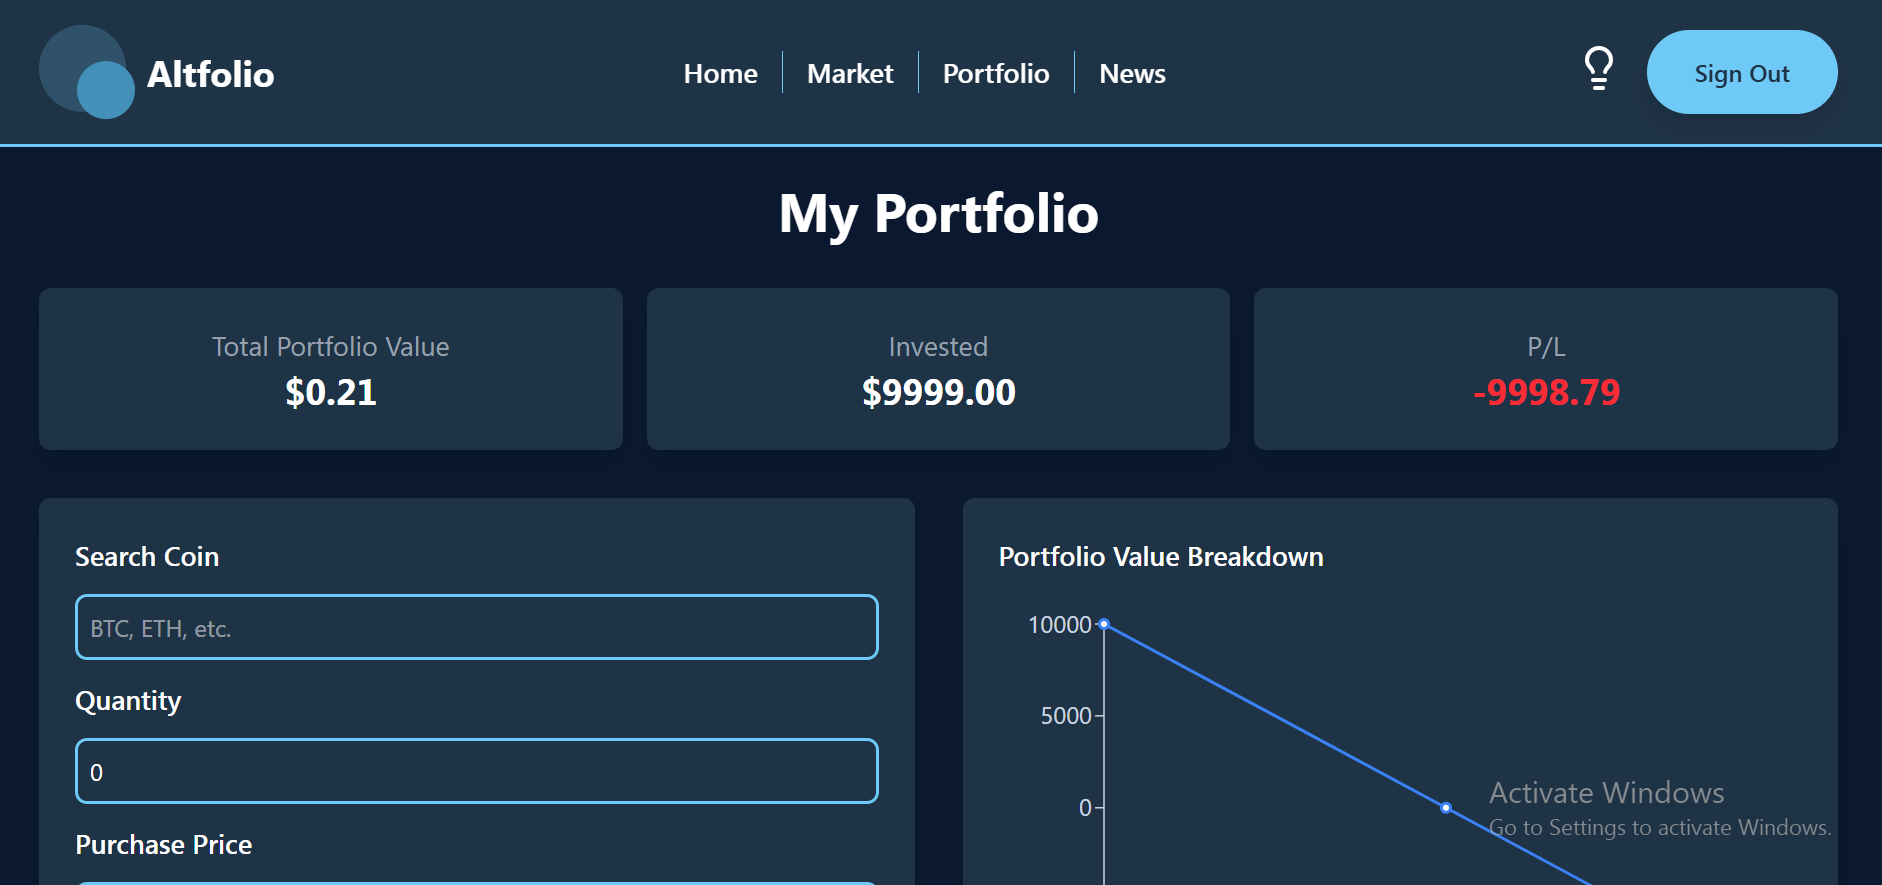 Altfolio
Home
Market
Portfolio
News
Sign Out
My Portfolio
Total Portfolio Value
$0.21
Invested
$9999.00
P/L
-9998.79
Search Coin
BTC, ETH, etc.
Quantity
0
Purchase Price
Portfolio Value Breakdown
10000
5000
0
Activate Windows
Go to Settings to activate Windows.